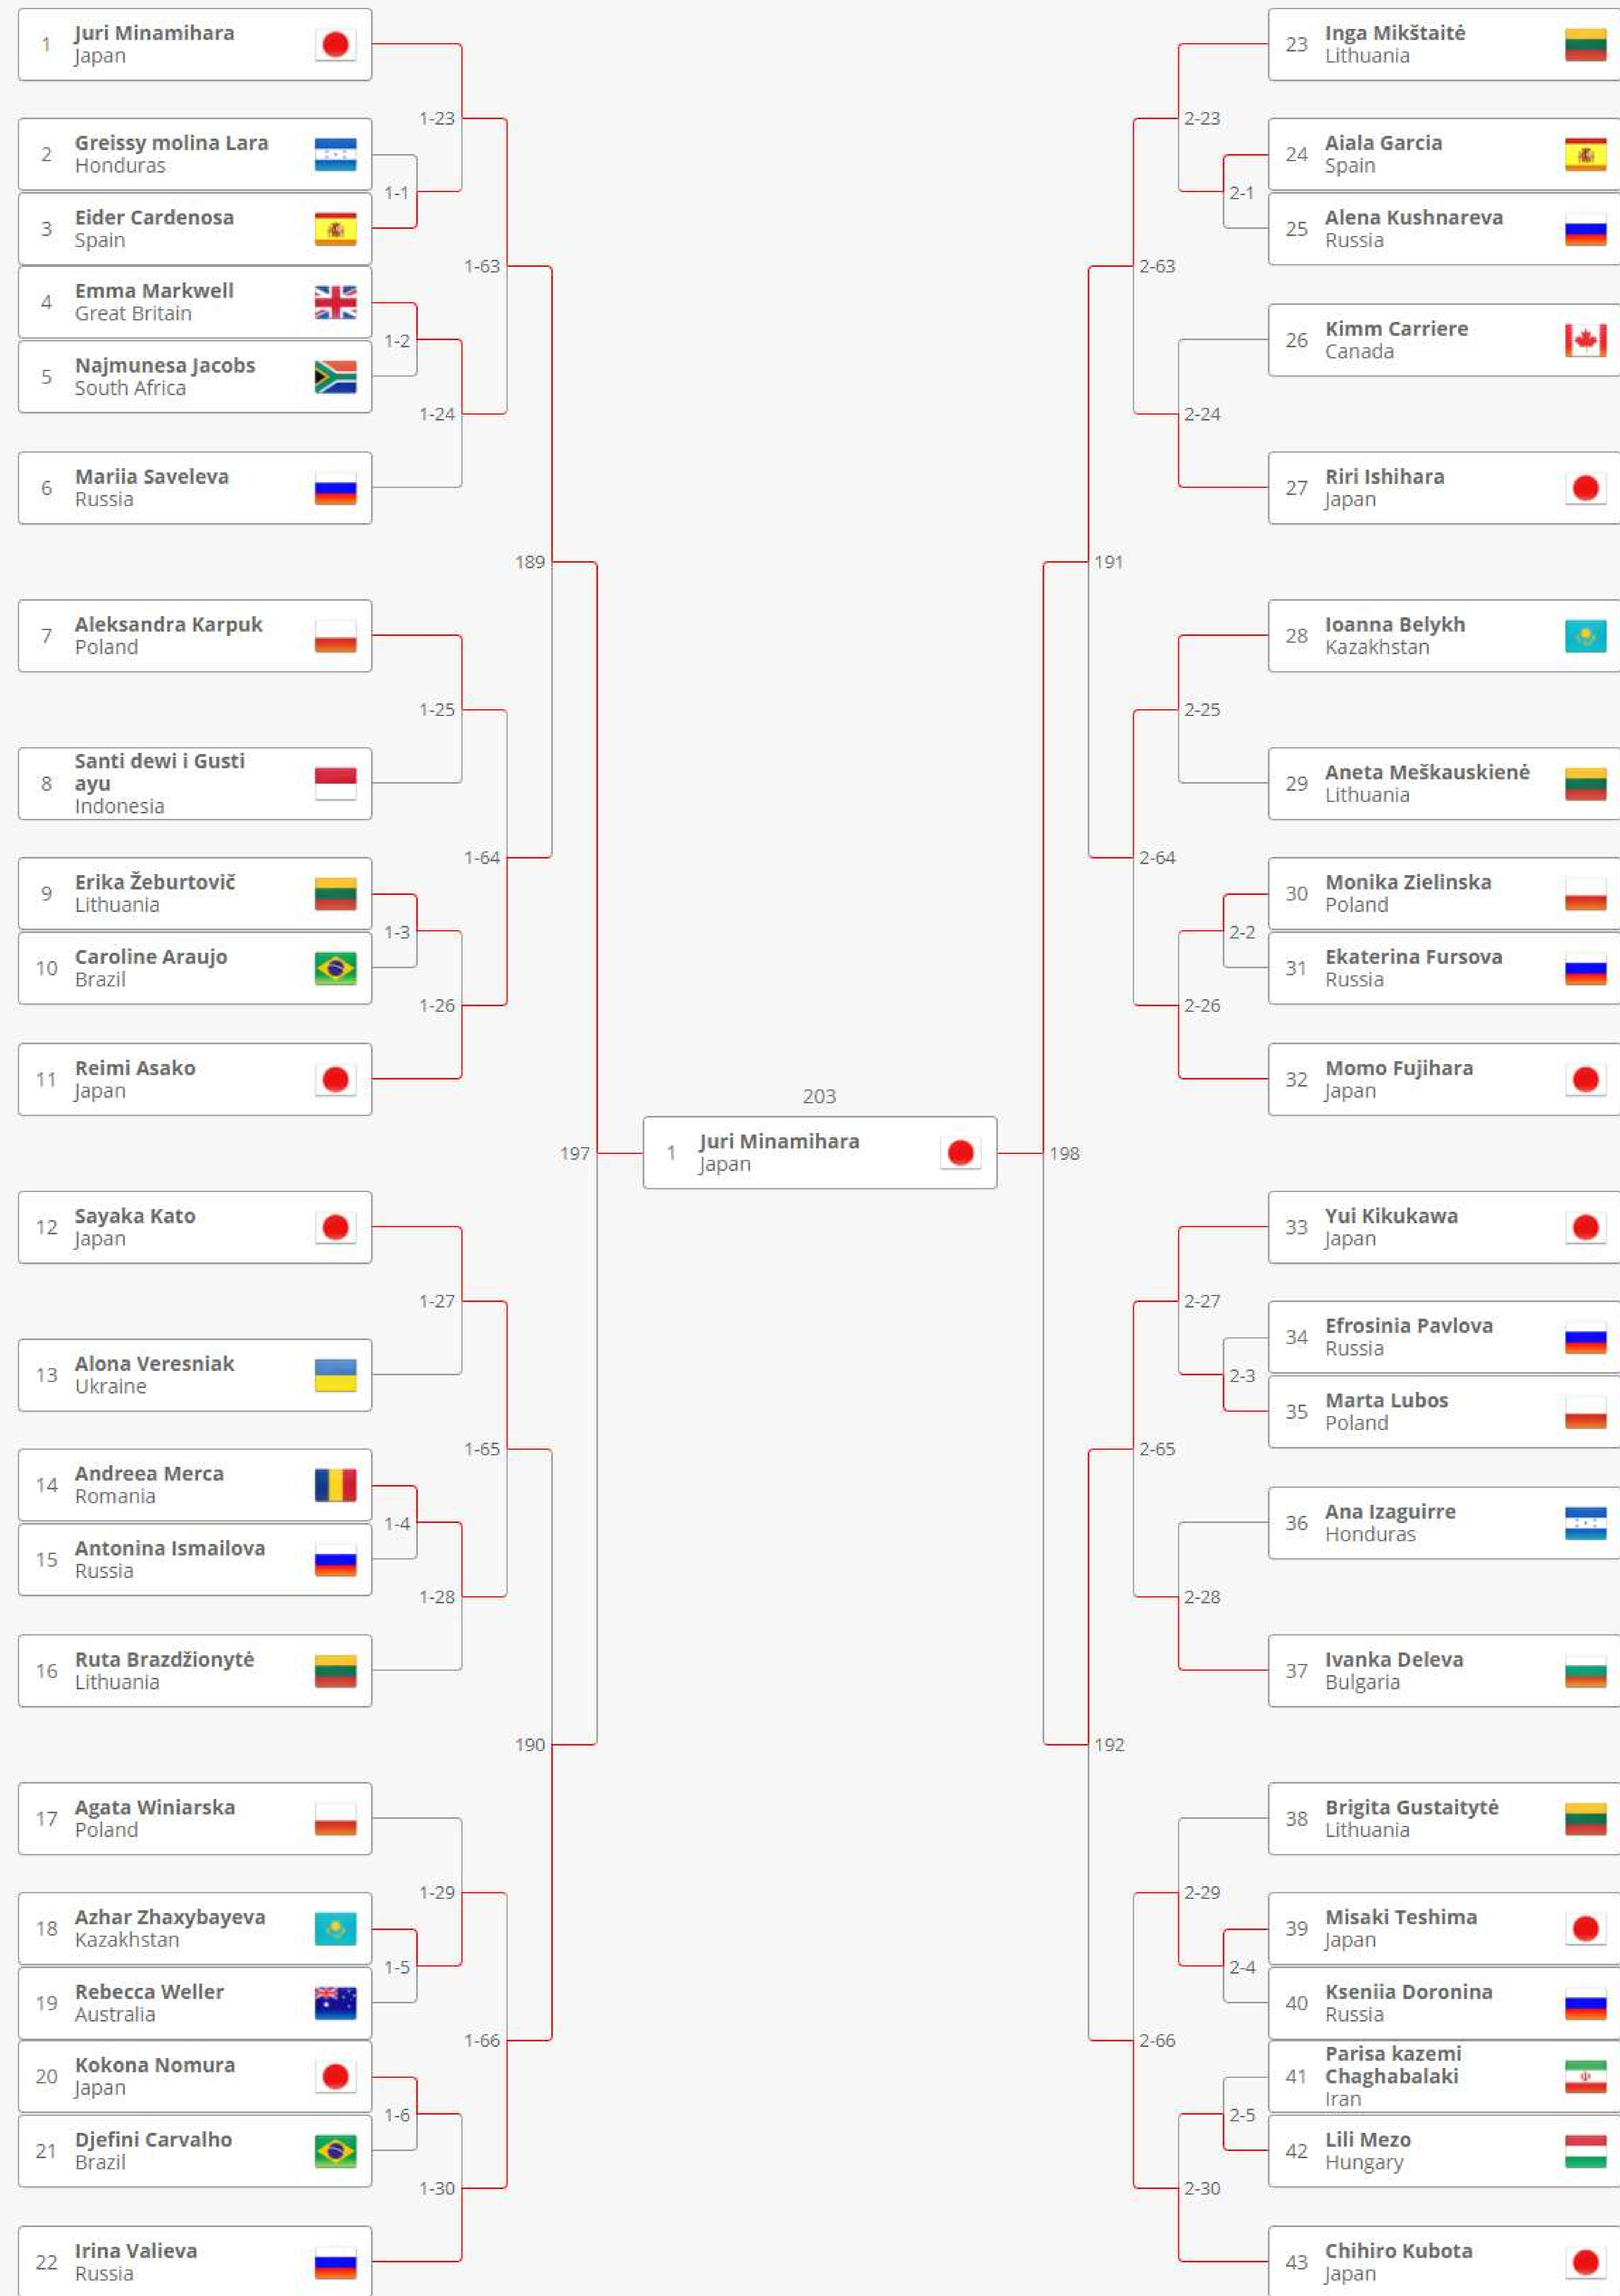 1
Juri Minamihara
Japan
1-23
2
Greissy molina Lara
Honduras
1-1
3
Eider Cardenosa
Spain
1-63
4
Emma Markwell
Great Britain
1-2
5
Najmunesa Jacobs
South Africa
1-24
6
Mariia Saveleva
Russia
189
7
Aleksandra Karpuk
Poland
1-25
8
Santi dewi i Gusti
ayu
Indonesia
1-64
9
Erika Žeburtovič
Lithuania
1-3
10
Caroline Araujo
Brazil
1-26
11
Reimi Asako
Japan
197
12
Sayaka Kato
Japan
1-27
13
Alona Veresniak
Ukraine
1-65
14
Andreea Merca
Romania
1-4
15
Antonina Ismailova
Russia
1-28
16
Ruta Brazdžionytė
Lithuania
190
17
Agata Winiarska
Poland
1-29
18
Azhar Zhaxybayeva
Kazakhstan
1-5
19
Rebecca Weller
Australia
1-66
20
Kokona Nomura
Japan
1-6
21
Djefini Carvalho
Brazil
1-30
22
Irina Valieva
Russia
203
1
Juri Minamihara
Japan
23
Inga Mikštaitė
Lithuania
2-23
24
Aiala Garcia
Spain
2-1
25
Alena Kushnareva
Russia
2-63
26
Kimm Carriere
Canada
2-24
27
Riri Ishihara
Japan
191
28
Ioanna Belykh
Kazakhstan
2-25
29
Aneta Meškauskienė
Lithuania
2-64
30
Monika Zielinska
Poland
2-2
31
Ekaterina Fursova
Russia
2-26
32
Momo Fujihara
Japan
198
33
Yui Kikukawa
Japan
2-27
34
Efrosinia Pavlova
Russia
2-3
35
Marta Lubos
Poland
2-65
36
Ana Izaguirre
Honduras
2-28
37
Ivanka Deleva
Bulgaria
192
38
Brigita Gustaitytė
Lithuania
2-29
39
Misaki Teshima
Japan
2-4
40
Kseniia Doronina
Russia
2-66
41
Parisa kazemi
Chaghabalaki
Iran
2-5
42
Lili Mezo
Hungary
2-30
43
Chihiro Kubota
Japan